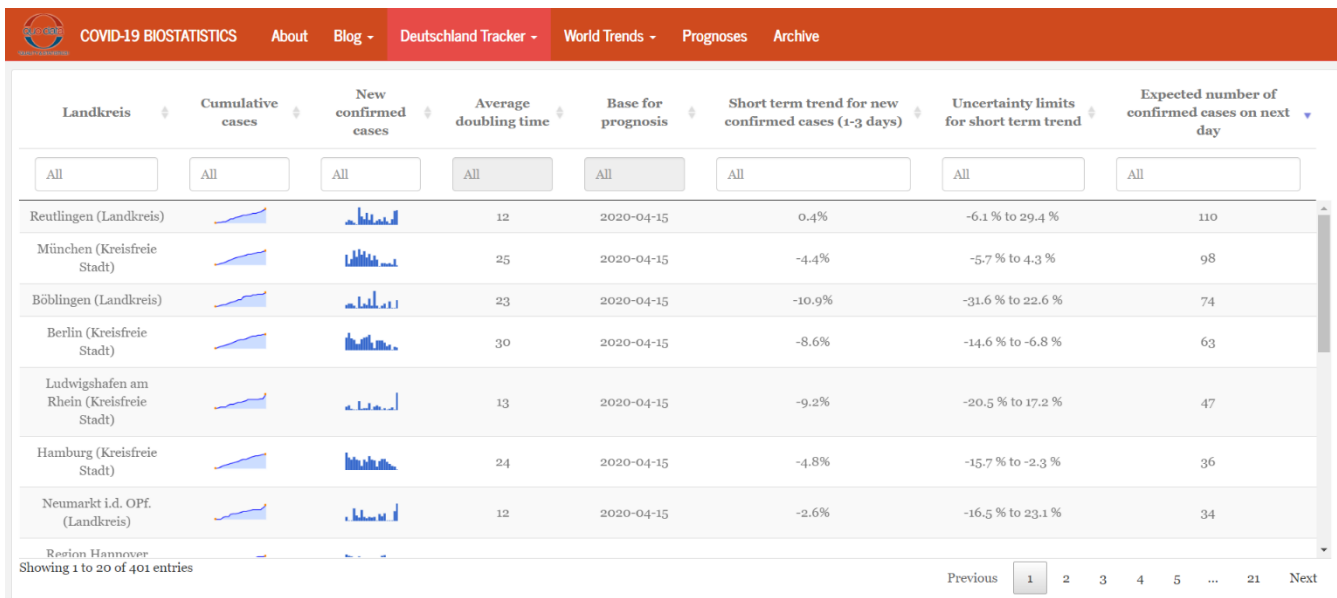 COVID-19 BIOSTATISTICS About Blog Deutschland Tracker World Trends Prognoses Archive
Landkreis
Cumulative
cases
New
confirmed
cases
Average
doubling time
Base for
prognosis
Short term trend for new
confirmed cases (1-3 days)
Uncertainty limits
for short term trend
Expected number of
confirmed cases on next
day
All All All All All All All All
Reutlingen (Landkreis) 12 2020-04-15 0.4% -6.1 % to 29.4 % 110
München (Kreisfreie
Stadt) 25 2020-04-15 -4.4% -5.7 % to 4.3 % 98
Böblingen (Landkreis) 23 2020-04-15 -10.9% -31.6 % to 22.6 % 74
Berlin (Kreisfreie
Stadt) 30 2020-04-15 -8.6% -14.6 % to -6.8 % 63
Ludwigshafen am
Rhein (Kreisfreie
Stadt) 13 2020-04-15 -9.2% -20.5 % to 17.2 % 47
Hamburg (Kreisfreie
Stadt) 24 2020-04-15 -4.8% -15.7 % to -2.3 % 36
Neumarkt i.d. OPf.
(Landkreis) 12 2020-04-15 -2.6% -16.5 % to 23.1 % 34
Region Hannover
Showing 1 to 20 of 401 entries
Previous 1 2 3 4 5 ... 21 Next